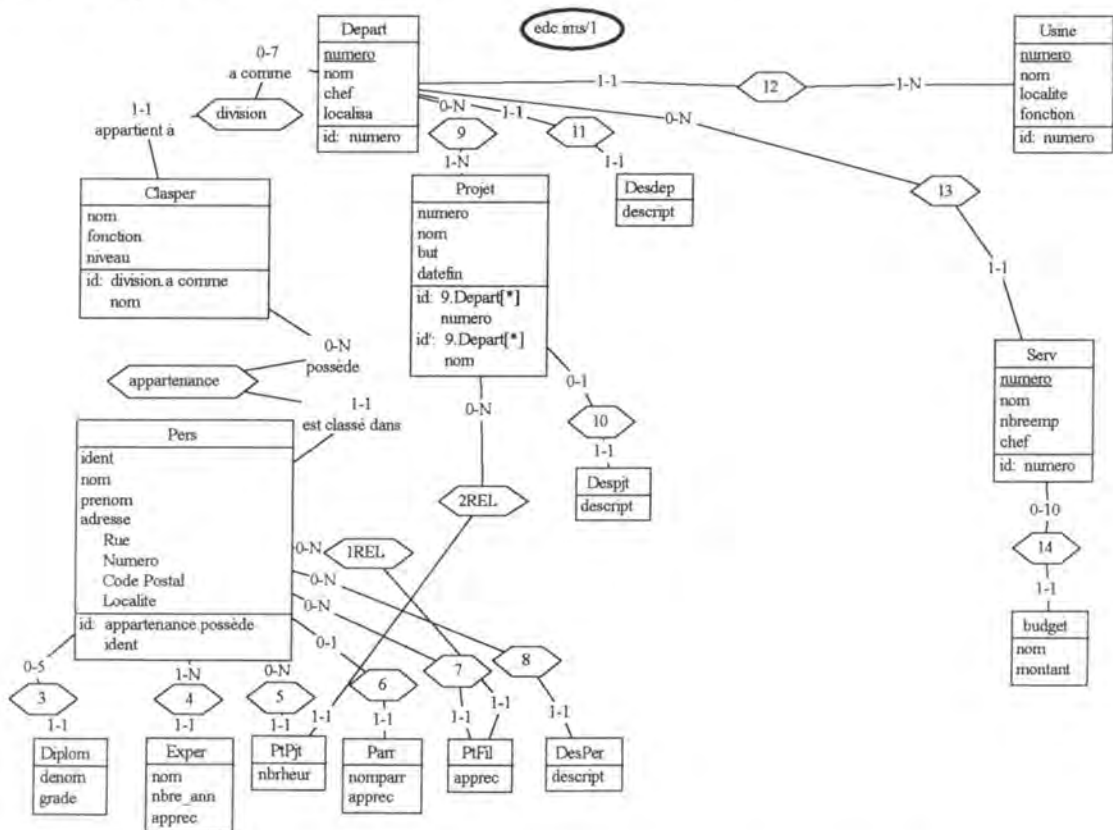 Depart
numero
nom
chef
localisa
id: numero
edc.ims/1
Usine
numero
nom
localite
fonction
id: numero
0-7
a comme
division
1-1
appartient à
1-1
12
1-N
0-N
9
1-N
1-1
11
1-1
0-N
13
1-1
Clasper
nom
fonction
niveau
id: division.a comme
nom
Projet
numero
nom
but
datefin
id: 9.Depart[*]
numero
id': 9.Depart[*]
nom
Desdep
descript
0-N
possède
appartenance
1-1
est classé dans
0-N
0-1
10
1-1
Despjt
descript
Serv
numero
nom
nbreemp
chef
id: numero
0-10
14
1-1
budget
nom
montant
Pers
ident
nom
prenom
adresse
Rue
Numero
Code Postal
Localite
id: appartenance.possède
ident
2REL
0-N
1REL
0-N
0-N
0-1
0-5
3
1-1
1-N
4
1-1
0-N
5
1-1
1-1
6
1-1
7
1-1
1-1
8
1-1
Diplom
denom
grade
Exper
nom
nbre_ann
apprec
PtPjt
nbrheur
Parr
nomparr
apprec
PtFil
apprec
DesPer
descript